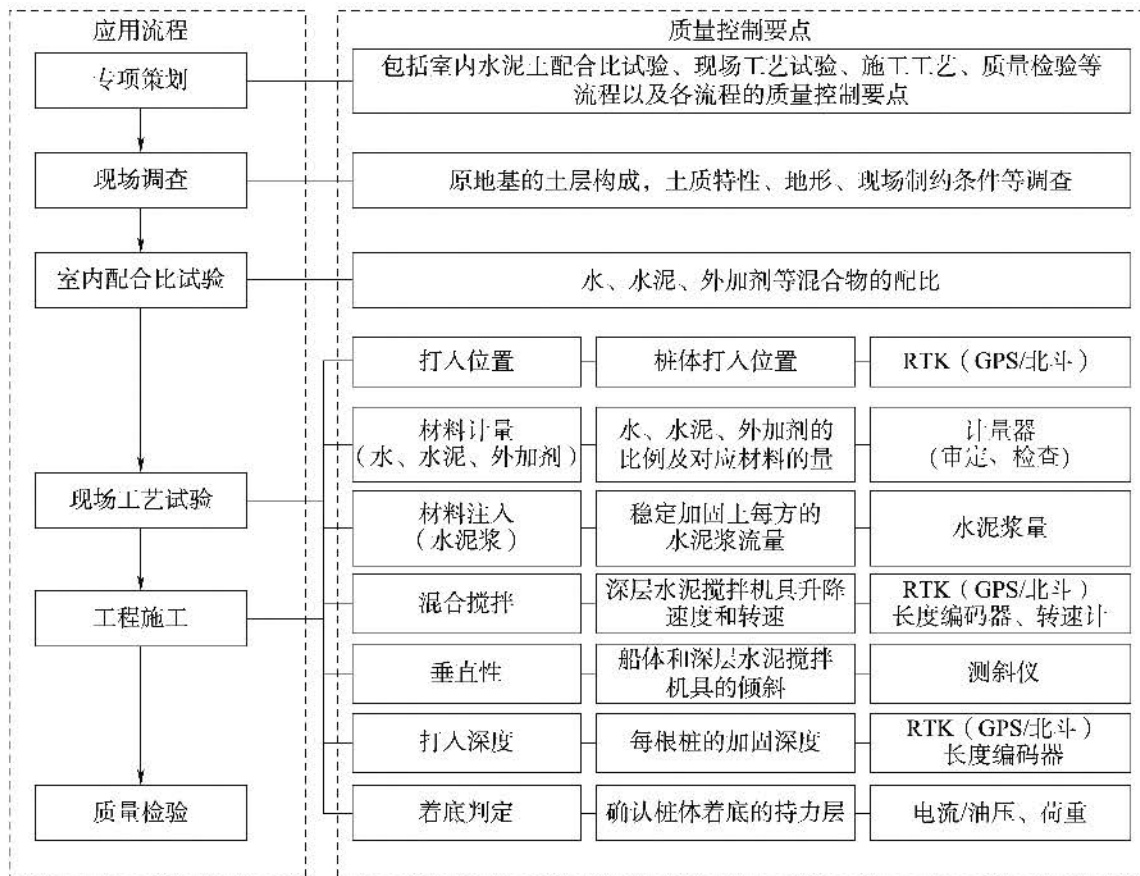 应用流程
质量控制要点
专项策划
包括室内水泥土配合比试验、现场工艺试验、施工工艺、质量检验等
流程以及各流程的质量控制要点
现场调查
原地基的土层构成，土质特性、地形、现场制约条件等调查
室内配合比试验
水、水泥、外加剂等混合物的配比
打入位置
桩体打入位置
RTK（GPS/北斗）
材料计量
（水、水泥、外加剂）
水、水泥、外加剂的
比例及对应材料的量
计量器
（审定、检查）
现场工艺试验
材料注入
（水泥浆）
稳定加固土每方的
水泥浆流量
水泥浆量
工程施工
混合搅拌
深层水泥搅拌机具升降
速度和转速
RTK（GPS/北斗）
长度编码器、转速计
垂直性
船体和深层水泥搅拌
机具的倾斜
测斜仪
打入深度
每根桩的加固深度
RTK（GPS/北斗）
长度编码器
质量检验
着底判定
确认桩体着底的持力层
电流/油压、荷重